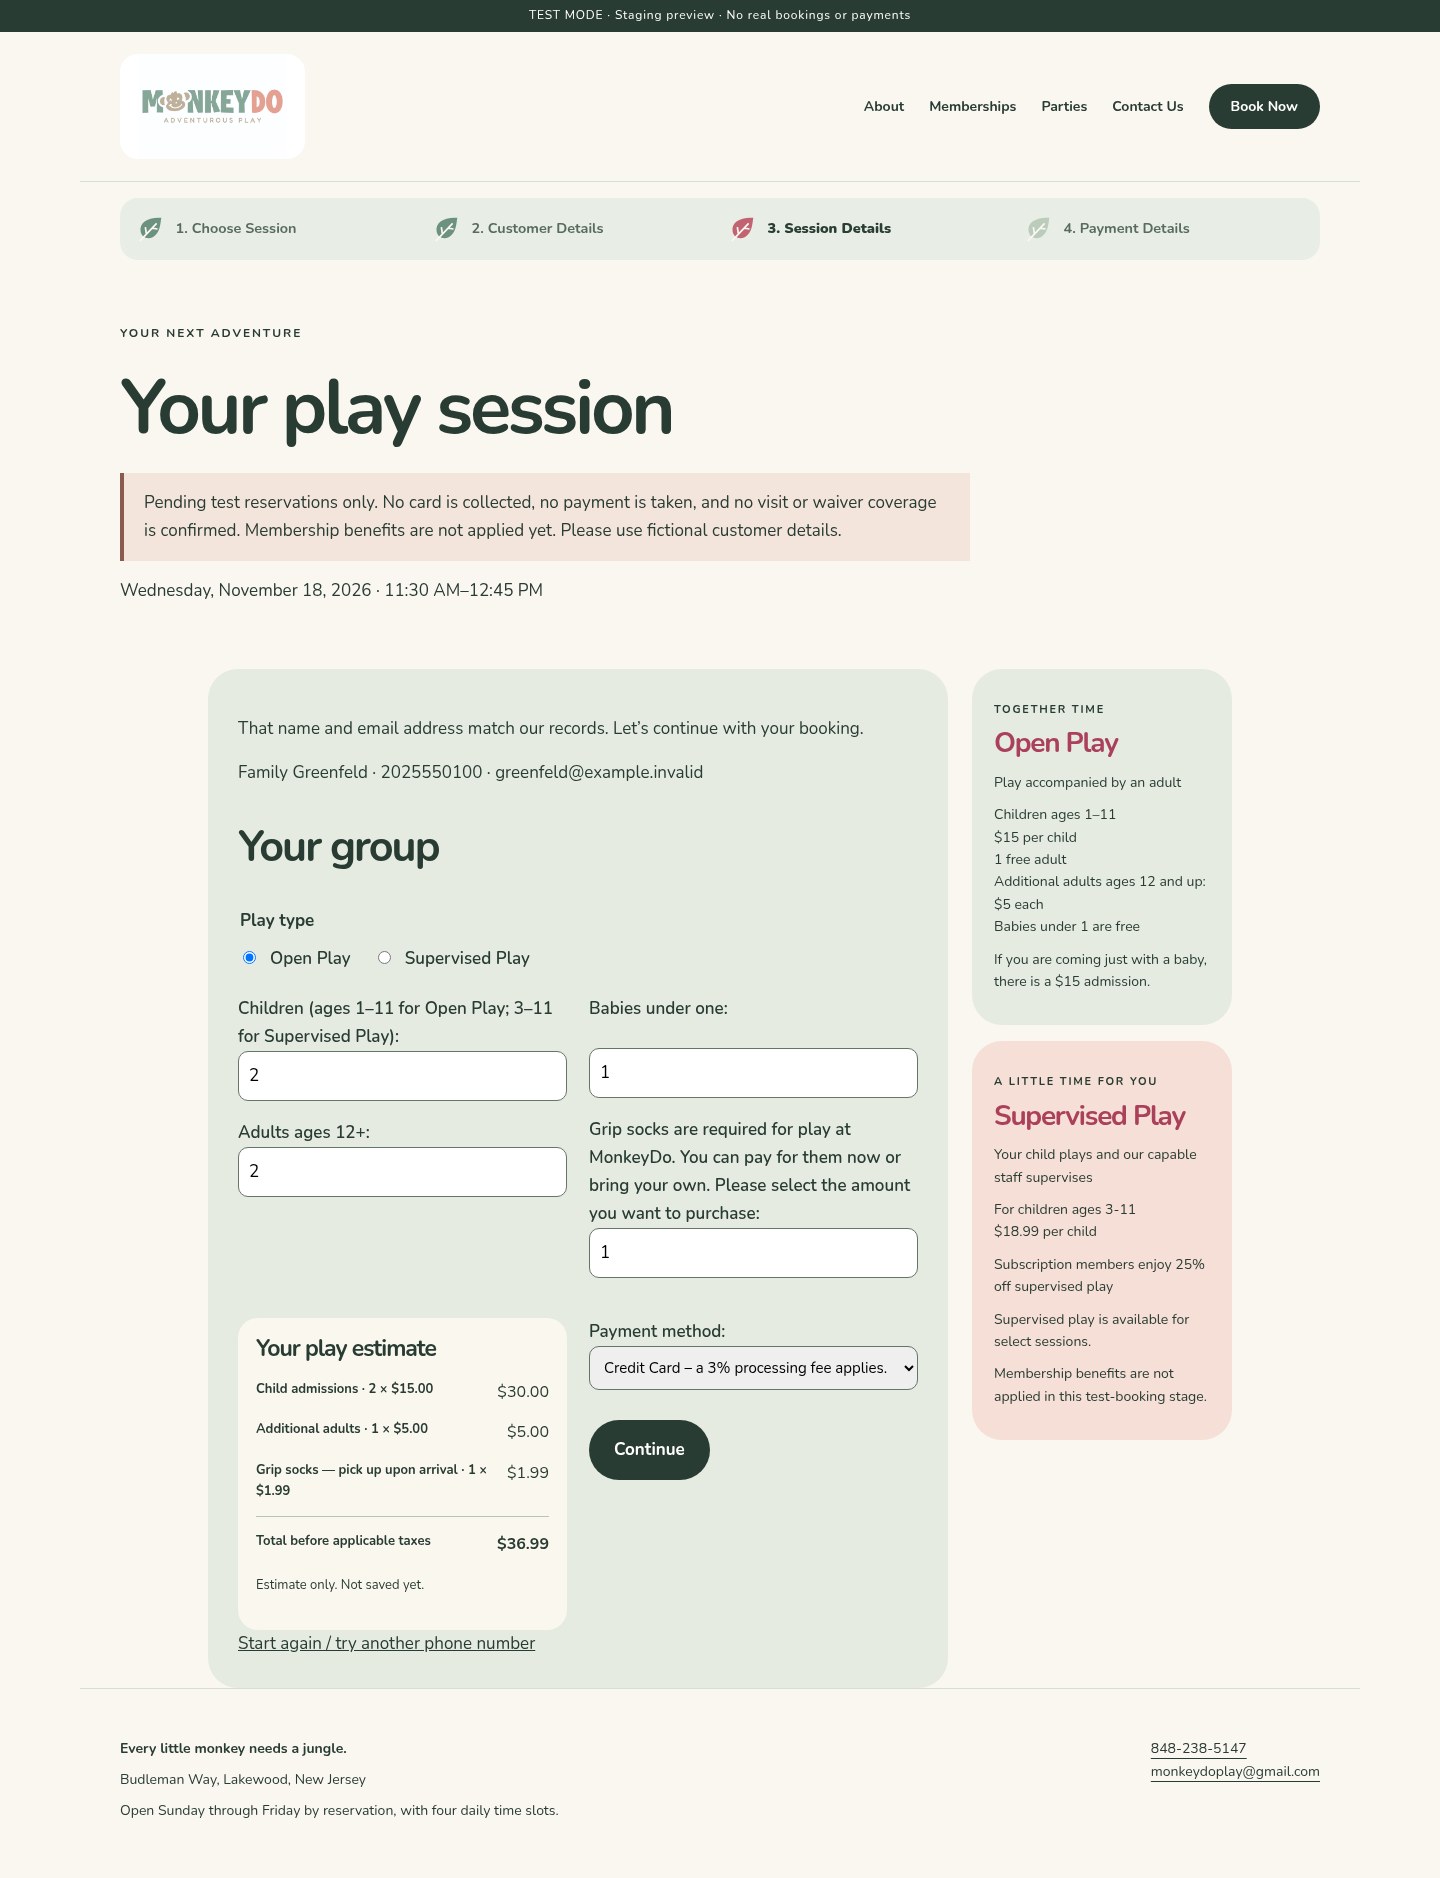 TEST MODE · Staging preview · No real bookings or payments
MONKEYDO
ADVENTUROUS PLAY
About
Memberships
Parties
Contact Us
Book Now
1. Choose Session
2. Customer Details
3. Session Details
4. Payment Details
YOUR NEXT ADVENTURE
Your play session
Pending test reservations only. No card is collected, no payment is taken, and no visit or waiver coverage
is confirmed. Membership benefits are not applied yet. Please use fictional customer details.
Wednesday, November 18, 2026 · 11:30 AM–12:45 PM
That name and email address match our records. Let’s continue with your booking.
Family Greenfeld · 2025550100 · greenfeld@example.invalid
Your group
Play type
Open Play
Supervised Play
Children (ages 1–11 for Open Play; 3–11
for Supervised Play):
2
Babies under one:
1
Adults ages 12+:
2
Grip socks are required for play at
MonkeyDo. You can pay for them now or
bring your own. Please select the amount
you want to purchase:
1
Your play estimate
Child admissions · 2 × $15.00 $30.00
Additional adults · 1 × $5.00 $5.00
Grip socks — pick up upon arrival · 1 × $1.99
$1.99
Total before applicable taxes $36.99
Estimate only. Not saved yet.
Payment method:
Credit Card – a 3% processing fee applies.
Continue
Start again / try another phone number
TOGETHER TIME
Open Play
Play accompanied by an adult
Children ages 1–11
$15 per child
1 free adult
Additional adults ages 12 and up:
$5 each
Babies under 1 are free
If you are coming just with a baby,
there is a $15 admission.
A LITTLE TIME FOR YOU
Supervised Play
Your child plays and our capable
staff supervises
For children ages 3-11
$18.99 per child
Subscription members enjoy 25%
off supervised play
Supervised play is available for
select sessions.
Membership benefits are not
applied in this test-booking stage.
Every little monkey needs a jungle.
Budleman Way, Lakewood, New Jersey
Open Sunday through Friday by reservation, with four daily time slots.
848-238-5147
monkeydoplay@gmail.com